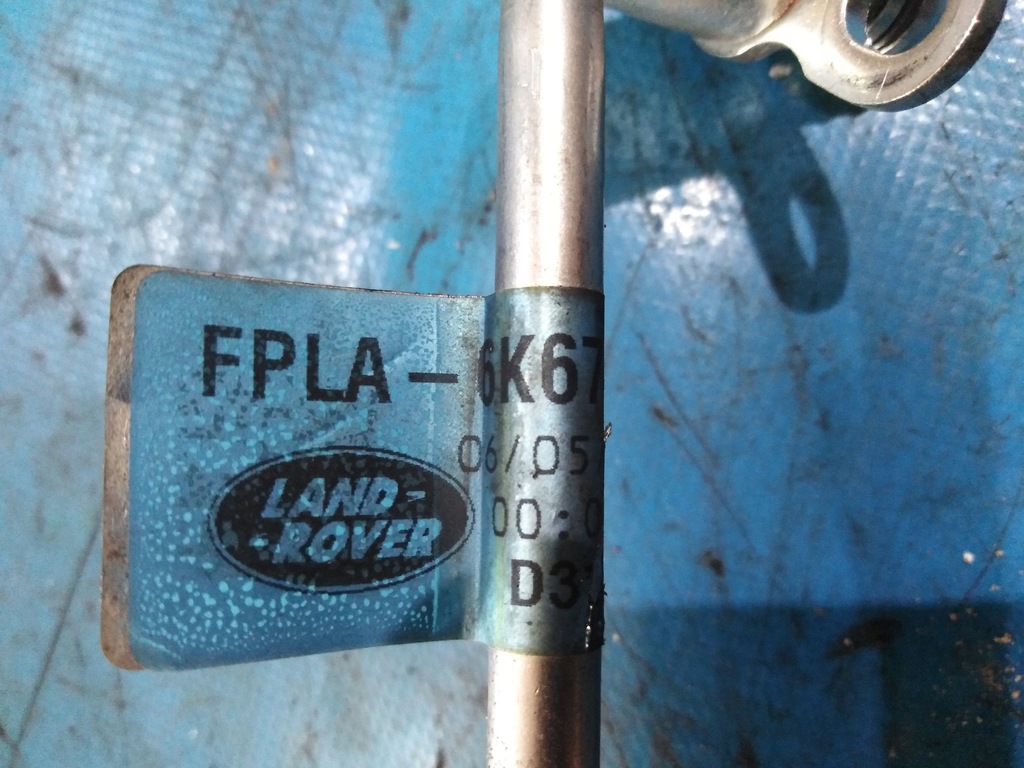 FPLA-6K67
06/05
00:0
D3
LAND-
-ROVER